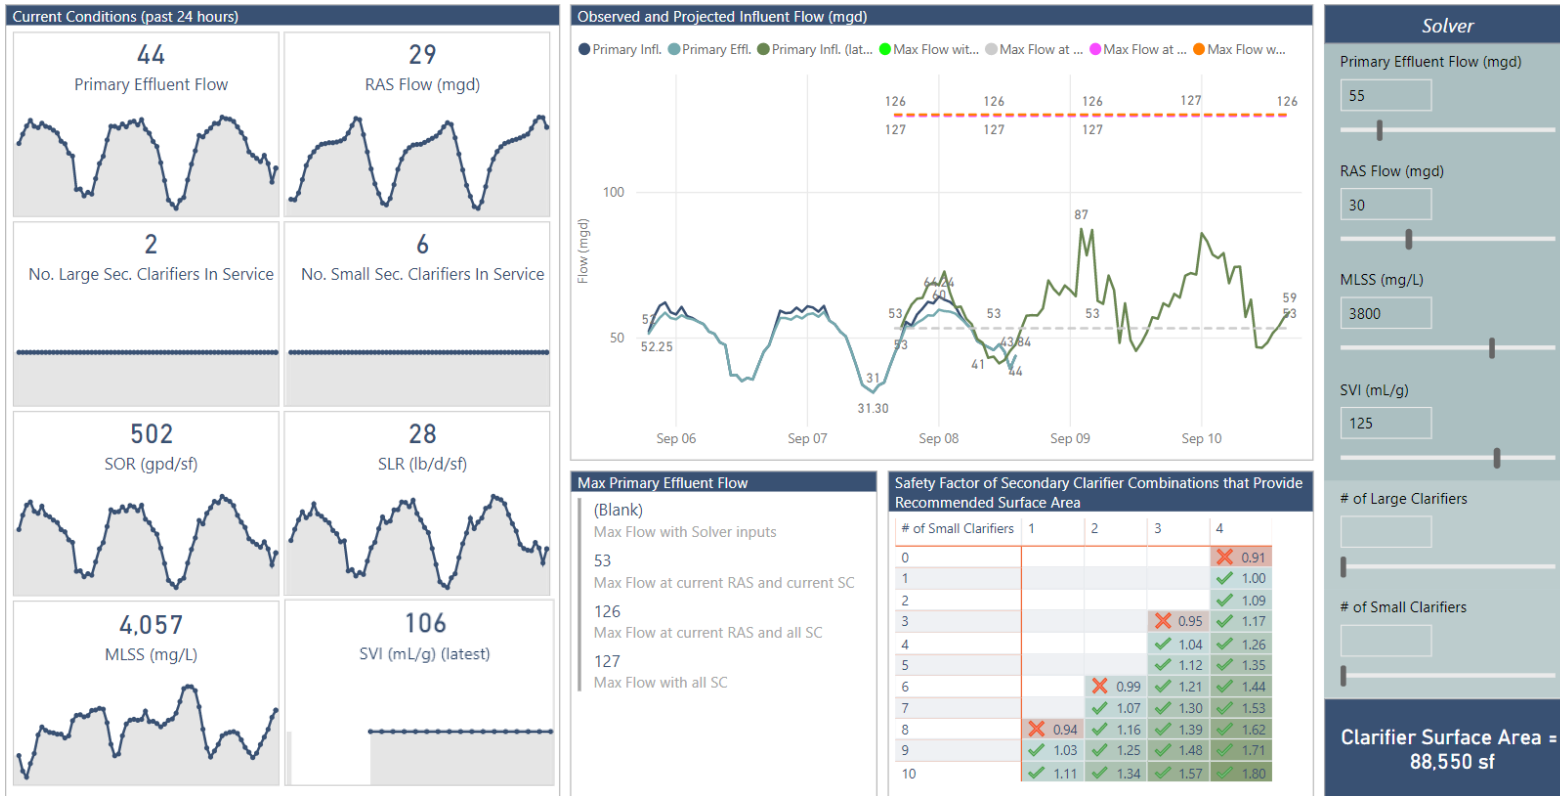 Current Conditions (past 24 hours)
44
Primary Effluent Flow
29
RAS Flow (mgd)
2
No. Large Sec. Clarifiers In Service
6
No. Small Sec. Clarifiers In Service
502
SOR (gpd/sf)
28
SLR (lb/d/sf)
4,057
MLSS (mg/L)
106
SVI (mL/g) (latest)
Observed and Projected Influent Flow (mgd)
Primary Infl. Primary Effl. Primary Infl. (lat... Max Flow wit... Max Flow at ... Max Flow at ... Max Flow w...
126 126 126 127 126
127 127 127
100
Flow (mgd)
87
60
59
53 53 53 53
50
52.25
53
43.84
41
44
31
31.30
Sep 06 Sep 07 Sep 08 Sep 09 Sep 10
Max Primary Effluent Flow
(Blank)
Max Flow with Solver inputs
53
Max Flow at current RAS and current SC
126
Max Flow at current RAS and all SC
127
Max Flow with all SC
Safety Factor of Secondary Clarifier Combinations that Provide
Recommended Surface Area
# of Small Clarifiers 1 2 3 4
0 0.91
1 1.00
2 1.09
3 0.95 1.17
4 1.04 1.26
5 1.12 1.35
6 0.99 1.21 1.44
7 1.07 1.30 1.53
8 0.94 1.16 1.39 1.62
9 1.03 1.25 1.48 1.71
10 1.11 1.34 1.57 1.80
Solver
Primary Effluent Flow (mgd)
55
RAS Flow (mgd)
30
MLSS (mg/L)
3800
SVI (mL/g)
125
# of Large Clarifiers
# of Small Clarifiers
Clarifier Surface Area =
88,550 sf